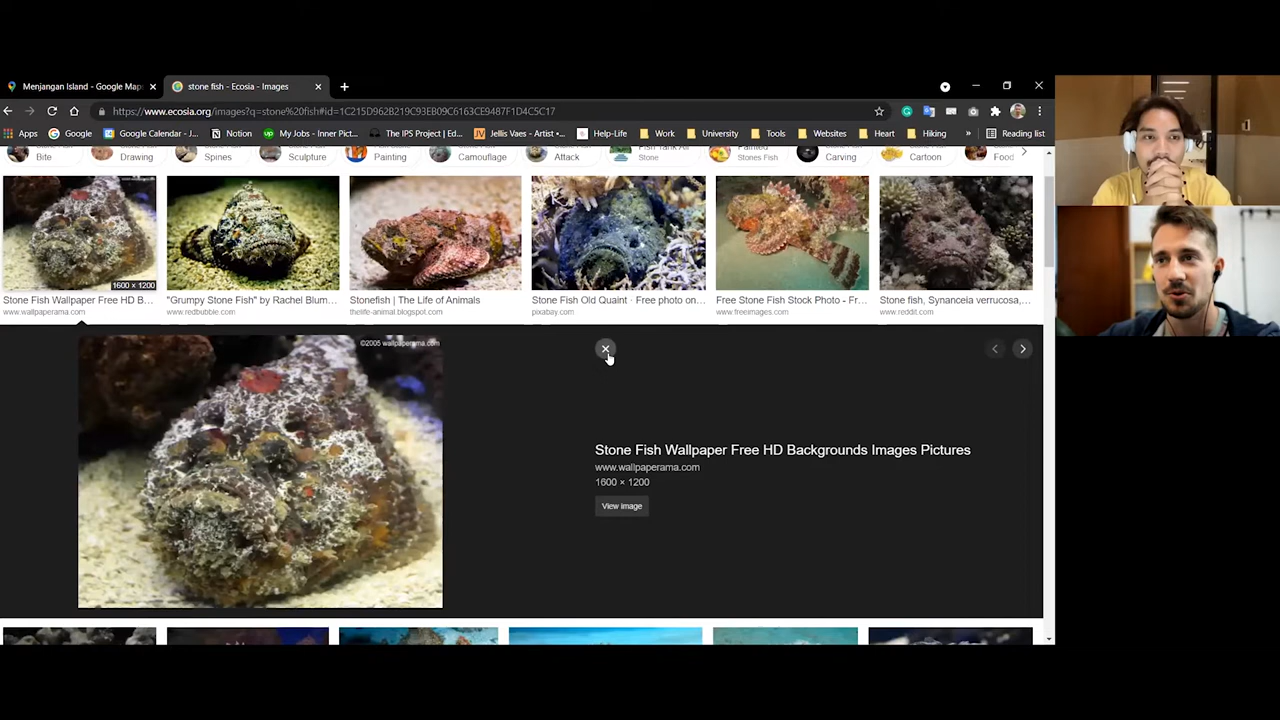 Menjangan Island - Google Map
stone fish - Ecosia - Images
https://www.ecosia.org/images?q=stone%20fish#id=1C215D962B219C93EB09C6163CE9487F1D4C5C17
Apps
Google
Google Calendar - J...
Notion
My Jobs - Inner Pict...
The IPS Project | Ed...
Jellis Vaes - Artist •...
Help-Life
Work
University
Tools
Websites
Heart
Hiking
»
Reading list
Bite
Drawing
Spines
Sculpture
Painting
Camouflage
Attack
Stone
Stones Fish
Carving
Cartoon
Food
1600 × 1200
Stone Fish Wallpaper Free HD B...
www.wallpaperama.com
"Grumpy Stone Fish" by Rachel Blum...
www.redbubble.com
Stonefish | The Life of Animals
thelife-animal.blogspot.com
Stone Fish Old Quaint · Free photo on...
pixabay.com
Free Stone Fish Stock Photo - Fr...
www.freeimages.com
Stone fish, Synanceia verrucosa,...
www.reddit.com
©2005 wallpaperama.com
Stone Fish Wallpaper Free HD Backgrounds Images Pictures
www.wallpaperama.com
1600 × 1200
View image